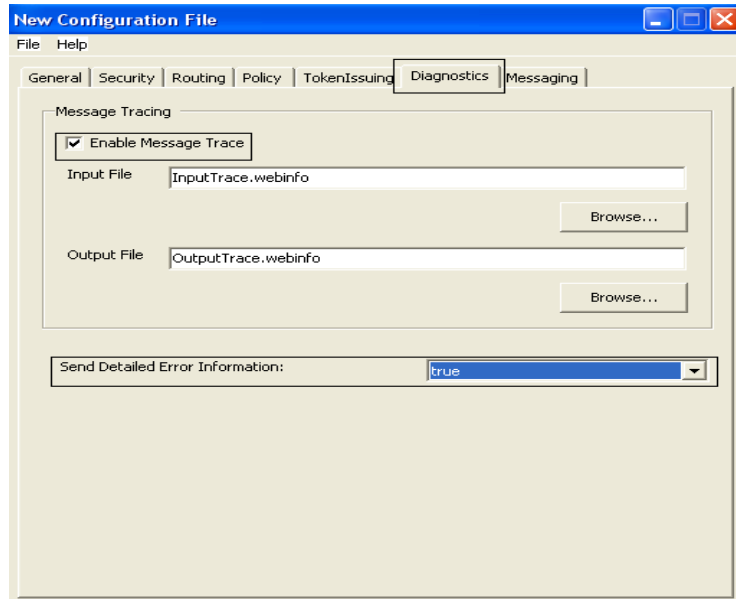 New Configuration File
File Help
General Security Routing Policy TokenIssuing Diagnostics Messaging
Message Tracing
Enable Message Trace
Input File InputTrace.webinfo
Browse...
Output File OutputTrace.webinfo
Browse...
Send Detailed Error Information: true